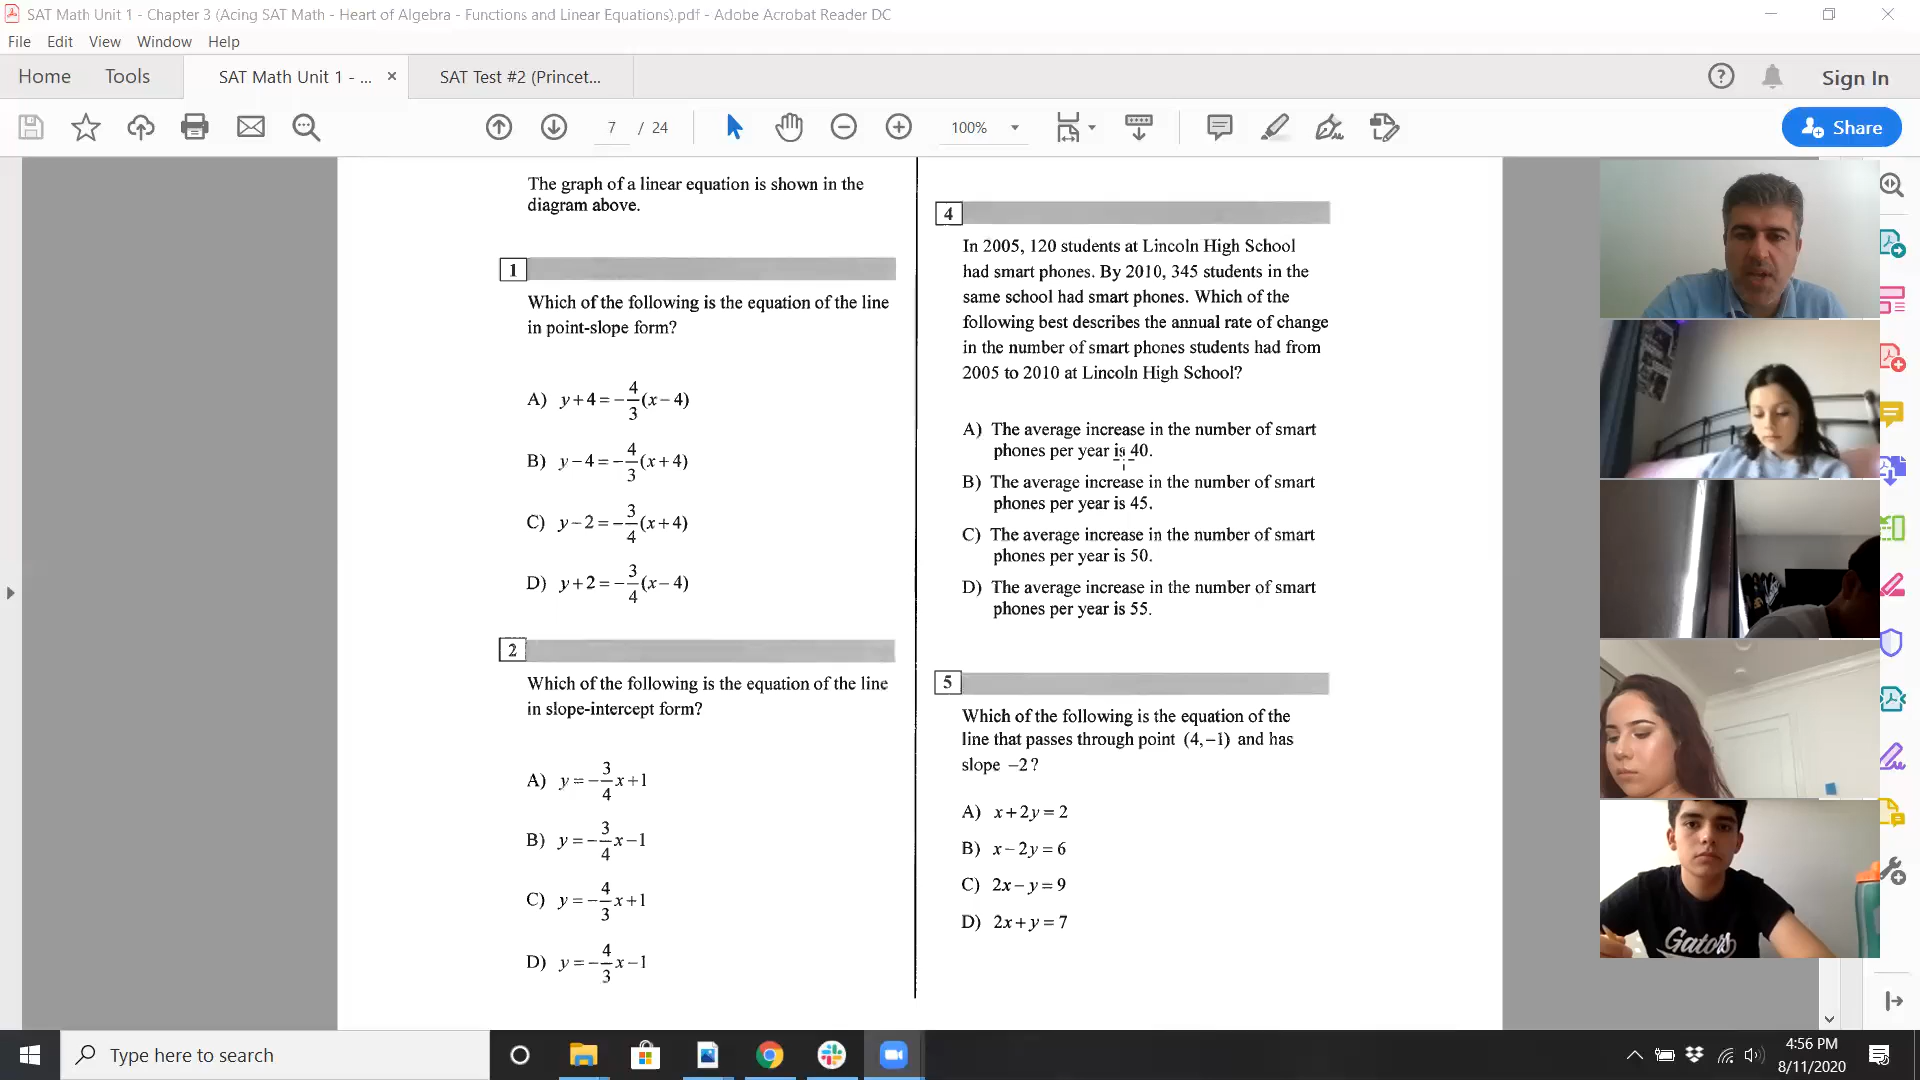 SAT Math Unit 1 - Chapter 3 (Acing SAT Math - Heart of Algebra - Functions and Linear Equations).pdf - Adobe Acrobat Reader DC
File Edit View Window Help
Home Tools SAT Math Unit 1 - ... × SAT Test #2 (Princet...
? Sign In
7 / 24 100% Share
The graph of a linear equation is shown in the
diagram above.
1
Which of the following is the equation of the line
in point-slope form?
A) y + 4 = -4/3(x - 4)
B) y - 4 = -4/3(x + 4)
C) y - 2 = -3/4(x + 4)
D) y + 2 = -3/4(x - 4)
2
Which of the following is the equation of the line
in slope-intercept form?
A) y = -3/4x + 1
B) y = -3/4x - 1
C) y = -4/3x + 1
D) y = -4/3x - 1
4
In 2005, 120 students at Lincoln High School
had smart phones. By 2010, 345 students in the
same school had smart phones. Which of the
following best describes the annual rate of change
in the number of smart phones students had from
2005 to 2010 at Lincoln High School?
A) The average increase in the number of smart
phones per year is 40.
B) The average increase in the number of smart
phones per year is 45.
C) The average increase in the number of smart
phones per year is 50.
D) The average increase in the number of smart
phones per year is 55.
5
Which of the following is the equation of the
line that passes through point (4,-1) and has
slope -2?
A) x + 2y = 2
B) x - 2y = 6
C) 2x - y = 9
D) 2x + y = 7
Gators
Type here to search
4:56 PM
8/11/2020